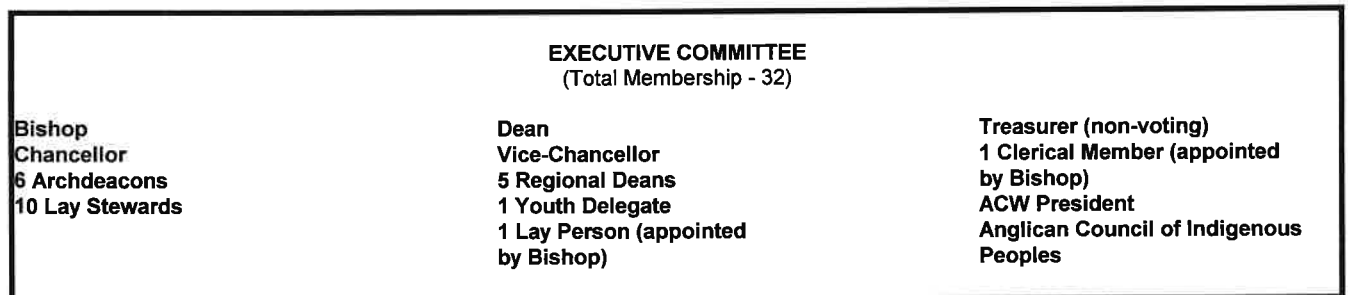 EXECUTIVE COMMITTEE
(Total Membership - 32)
Bishop
Chancellor
6 Archdeacons
10 Lay Stewards
Dean
Vice-Chancellor
5 Regional Deans
1 Youth Delegate
1 Lay Person (appointed
by Bishop)
Treasurer (non-voting)
1 Clerical Member (appointed
by Bishop)
ACW President
Anglican Council of Indigenous
Peoples